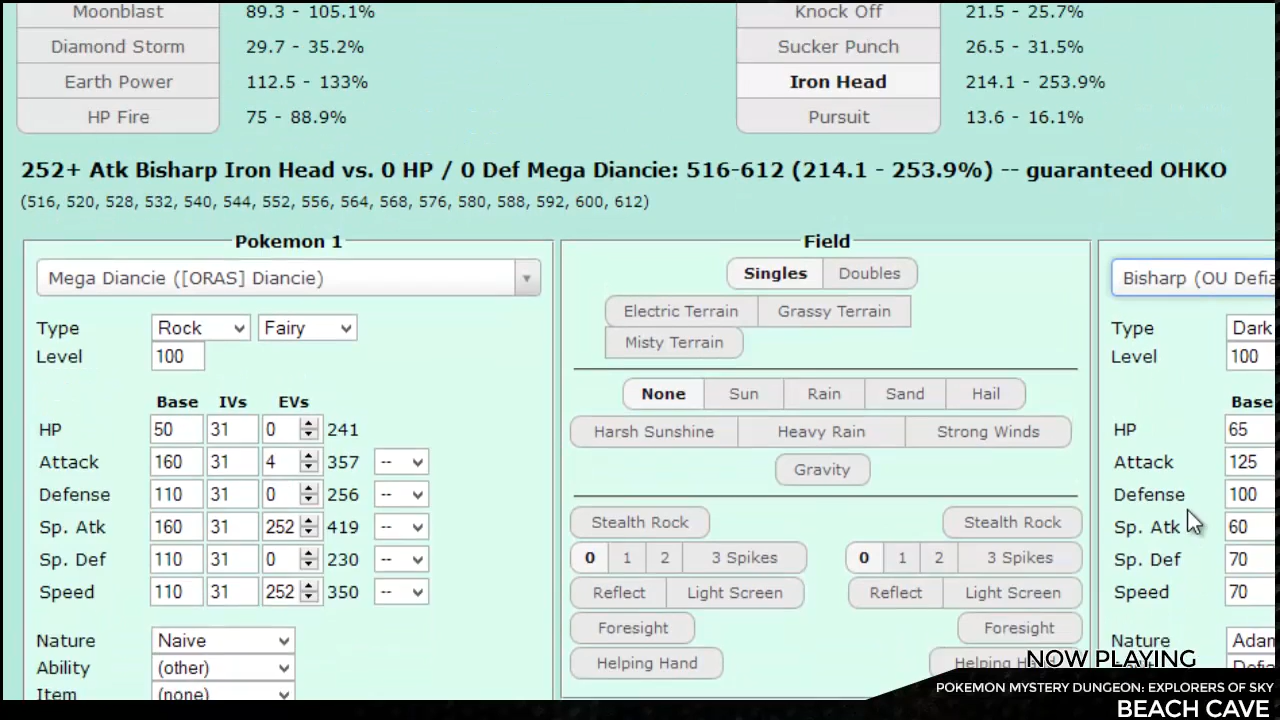 Moonblast 89.3 - 105.1% Knock Off 21.5 - 25.7%
Diamond Storm 29.7 - 35.2% Sucker Punch 26.5 - 31.5%
Earth Power 112.5 - 133% Iron Head 214.1 - 253.9%
HP Fire 75 - 88.9% Pursuit 13.6 - 16.1%
252+ Atk Bisharp Iron Head vs. 0 HP / 0 Def Mega Diancie: 516-612 (214.1 - 253.9%) -- guaranteed OHKO
(516, 520, 528, 532, 540, 544, 552, 556, 564, 568, 576, 580, 588, 592, 600, 612)
Pokemon 1
Mega Diancie ([ORAS] Diancie)
Type Rock Fairy
Level 100
Base IVs EVs
HP 50 31 0 241
Attack 160 31 4 357 --
Defense 110 31 0 256 --
Sp. Atk 160 31 252 419 --
Sp. Def 110 31 0 230 --
Speed 110 31 252 350 --
Nature Naive
Ability (other)
Item (none)
Field
Singles Doubles
Electric Terrain Grassy Terrain
Misty Terrain
None Sun Rain Sand Hail
Harsh Sunshine Heavy Rain Strong Winds
Gravity
Stealth Rock Stealth Rock
0 1 2 3 Spikes 0 1 2 3 Spikes
Reflect Light Screen Reflect Light Screen
Foresight Foresight
Helping Hand Helping
Bisharp (OU Defia
Type Dark
Level 100
Base
HP 65
Attack 125
Defense 100
Sp. Atk 60
Sp. Def 70
Speed 70
Nature Adam
NOW PLAYING
POKEMON MYSTERY DUNGEON: EXPLORERS OF SKY
BEACH CAVE